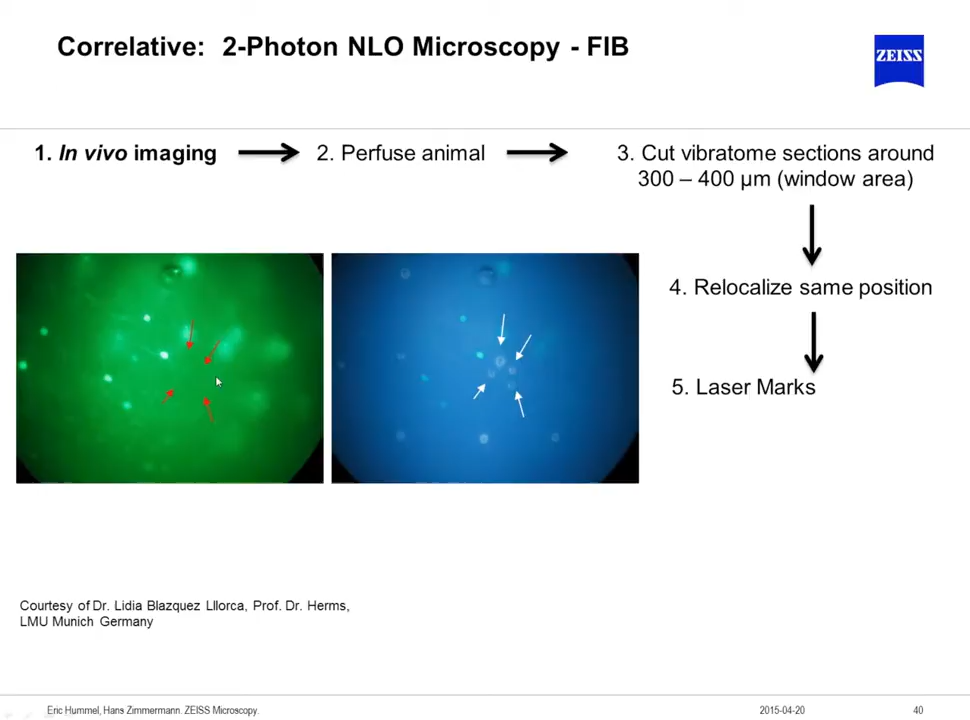 Correlative: 2-Photon NLO Microscopy - FIB
ZEISS
1. In vivo imaging
2. Perfuse animal
3. Cut vibratome sections around
300 – 400 µm (window area)
4. Relocalize same position
5. Laser Marks
Courtesy of Dr. Lidia Blazquez Lllorca, Prof. Dr. Herms,
LMU Munich Germany
Eric Hummel, Hans Zimmermann. ZEISS Microscopy.
2015-04-20
40